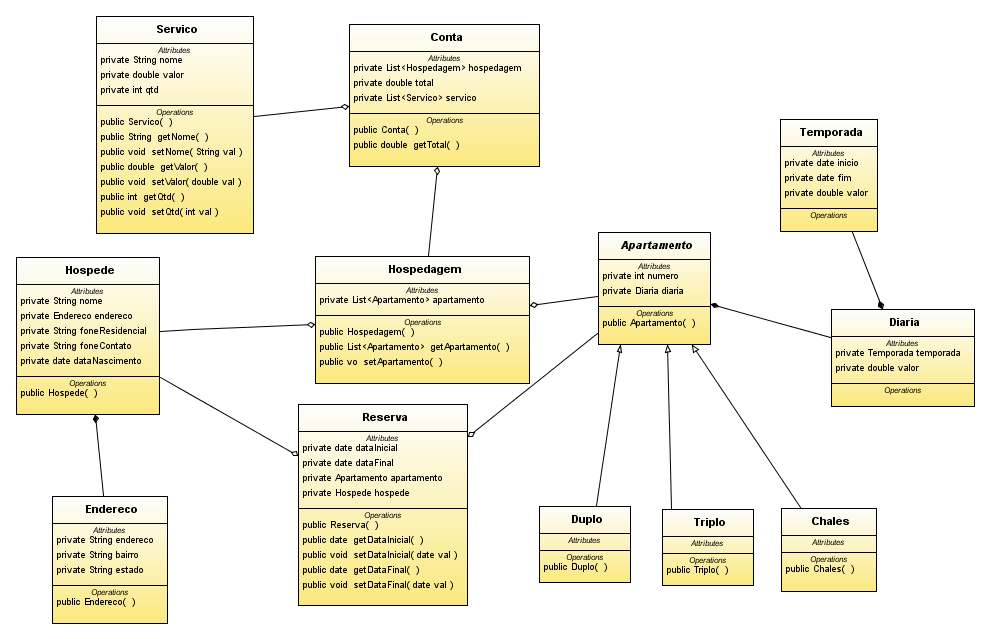 Servico
Attributes
private String nome
private double valor
private int qtd
Operations
public Servico( )
public String getNome( )
public void setNome( String val )
public double getValor( )
public void setValor( double val )
public int getQtd( )
public void setQtd( int val )
Conta
Attributes
private List<Hospedagem> hospedagem
private double total
private List<Servico> servico
Operations
public Conta( )
public double getTotal( )
Temporada
Attributes
private date inicio
private date fim
private double valor
Operations
Hospede
Attributes
private String nome
private Endereco endereco
private String foneResidencial
private String foneContato
private date dataNascimento
Operations
public Hospede( )
Hospedagem
Attributes
private List<Apartamento> apartamento
Operations
public Hospedagem( )
public List<Apartamento> getApartamento( )
public vo setApartamento( )
Apartamento
Attributes
private int numero
private Diaria diaria
Operations
public Apartamento( )
Diaria
Attributes
private Temporada temporada
private double valor
Operations
Reserva
Attributes
private date dataInicial
private date dataFinal
private Apartamento apartamento
private Hospede hospede
Operations
public Reserva( )
public date getDataInicial( )
public void setDataInicial( date val )
public date getDataFinal( )
public void setDataFinal( date val )
Endereco
Attributes
private String endereco
private String bairro
private String estado
Operations
public Endereco( )
Duplo
Attributes
Operations
public Duplo( )
Triplo
Attributes
Operations
public Triplo( )
Chales
Attributes
Operations
public Chales( )